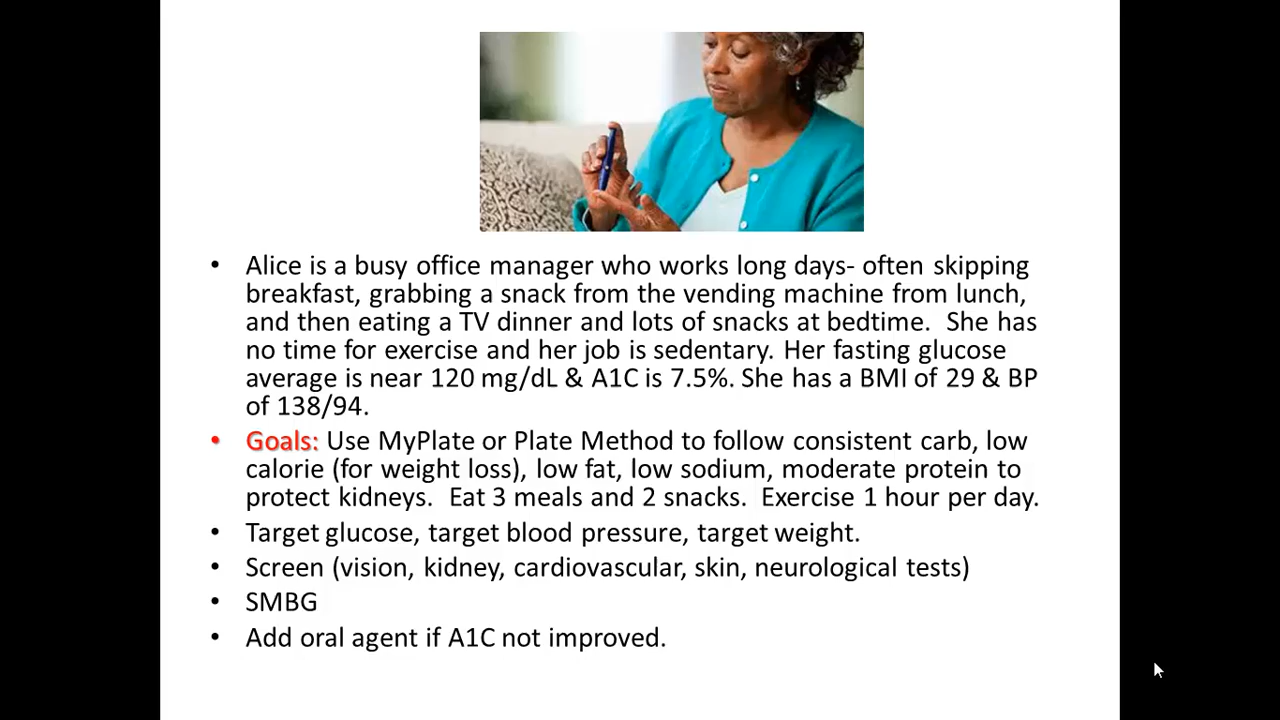 • Alice is a busy office manager who works long days- often skipping
breakfast, grabbing a snack from the vending machine from lunch,
and then eating a TV dinner and lots of snacks at bedtime.  She has
no time for exercise and her job is sedentary. Her fasting glucose
average is near 120 mg/dL & A1C is 7.5%. She has a BMI of 29 & BP
of 138/94.
• Goals: Use MyPlate or Plate Method to follow consistent carb, low
calorie (for weight loss), low fat, low sodium, moderate protein to
protect kidneys.  Eat 3 meals and 2 snacks.  Exercise 1 hour per day.
• Target glucose, target blood pressure, target weight.
• Screen (vision, kidney, cardiovascular, skin, neurological tests)
• SMBG
• Add oral agent if A1C not improved.